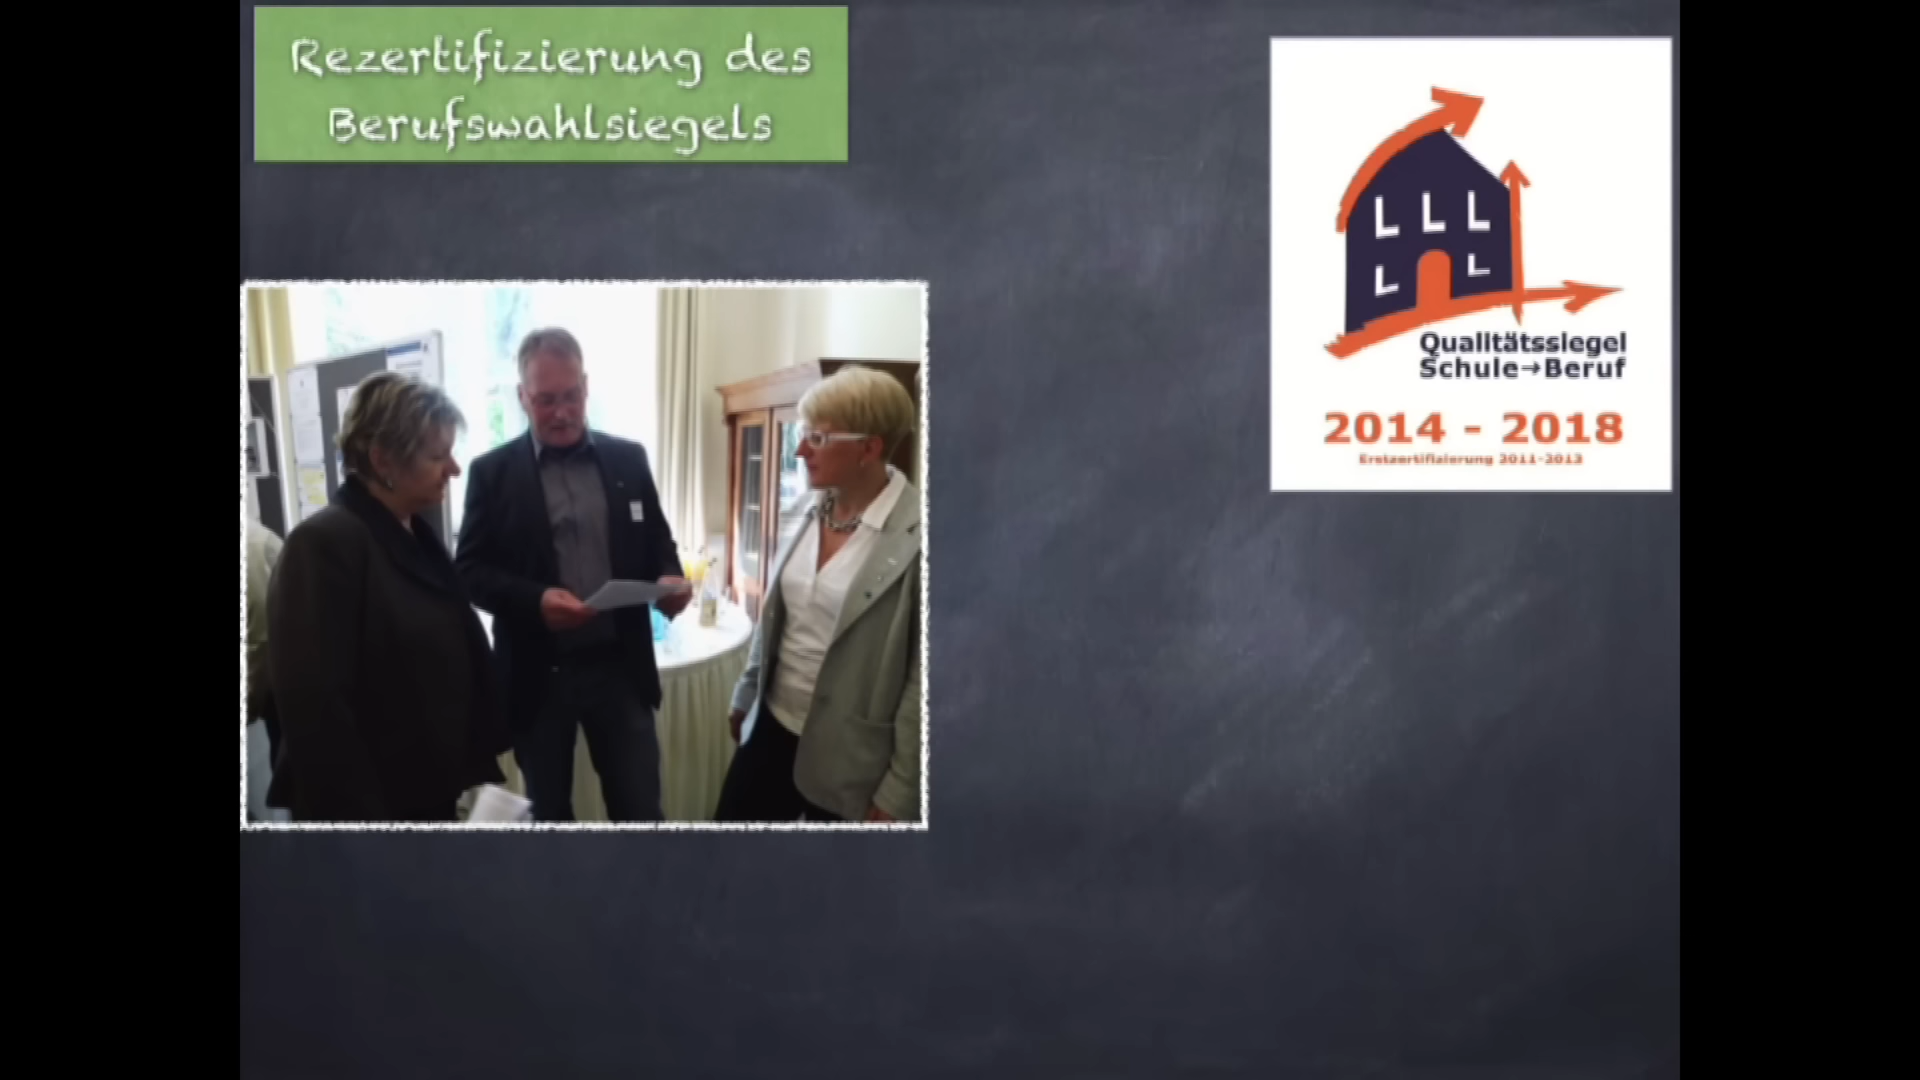 Rezertifizierung des
Berufswahlsiegels
Qualitätssiegel
Schule→Beruf
2014 - 2018
Erstzertifizierung 2011-2013